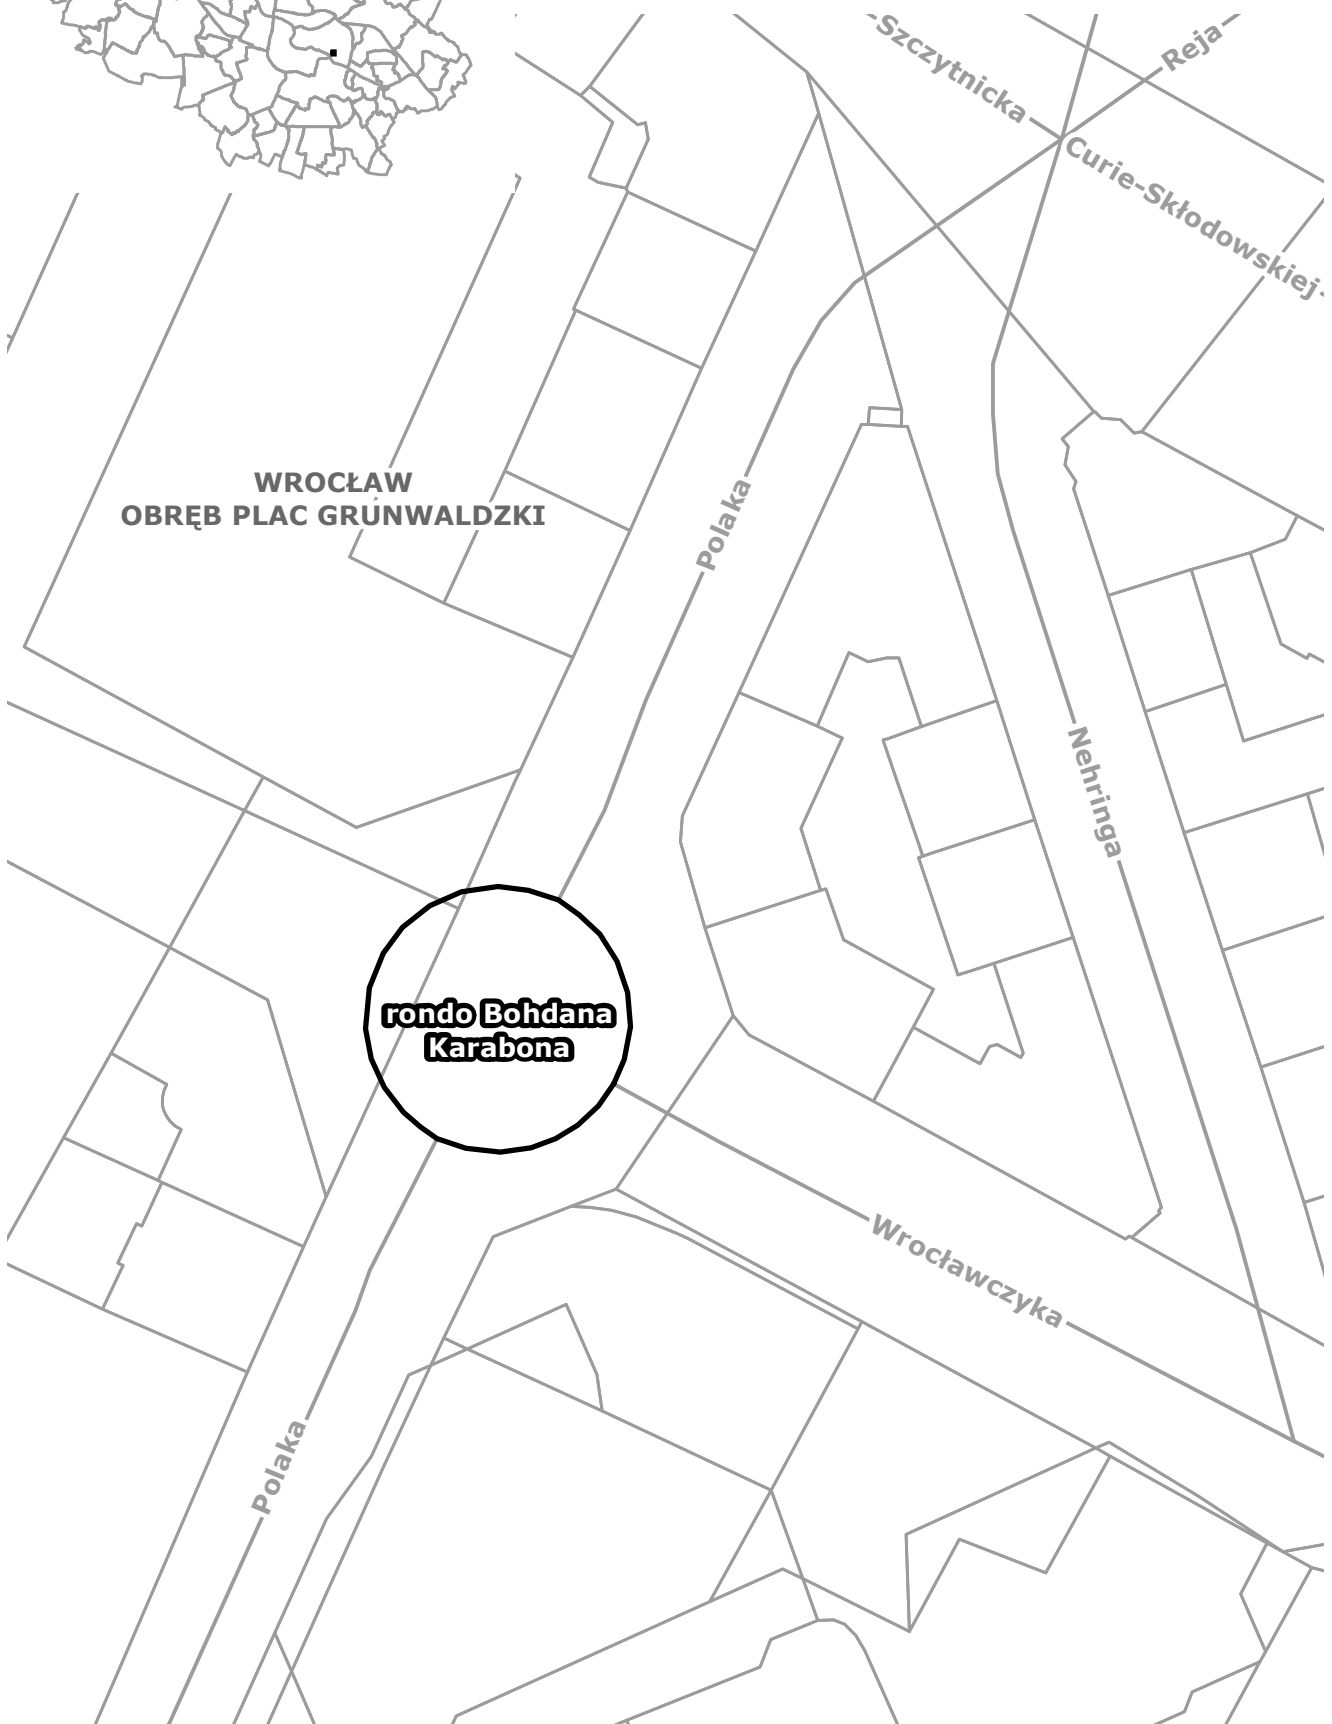 -Szczytnicka
Reja
Curie-Skłodowskiej-
WROCŁAW
OBRĘB PLAC GRUNWALDZKI
Polaka
Nehringa
rondo Bohdana
Karabona
Wrocławczyka
Polaka